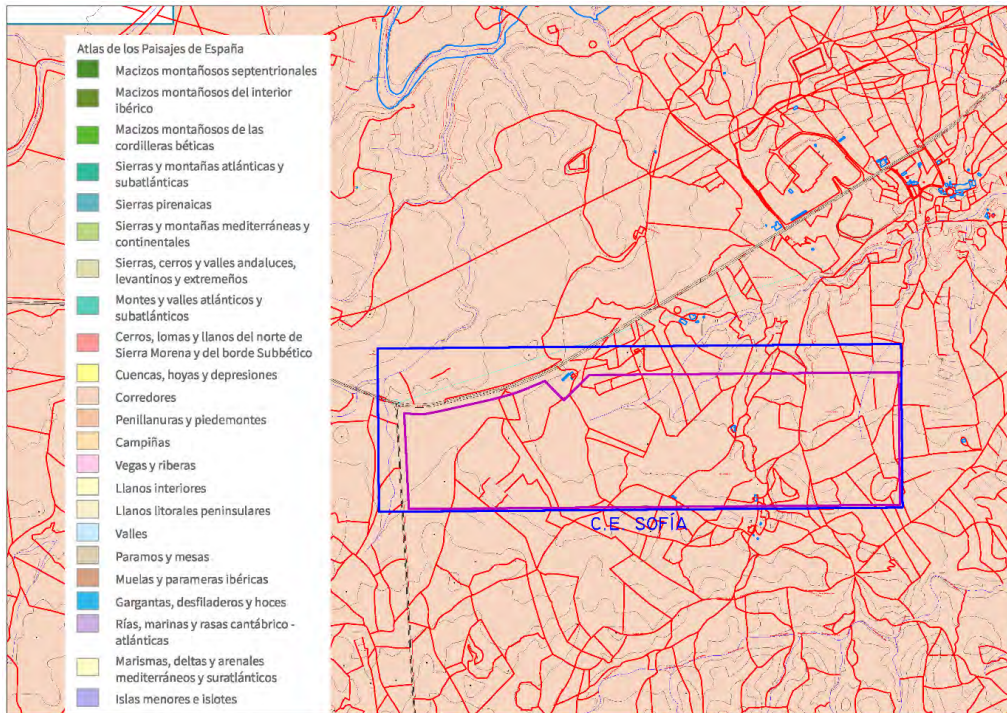 Atlas de los Paisajes de España
Macizos montañosos septentrionales
Macizos montañosos del interior
ibérico
Macizos montañosos de las
cordilleras béticas
Sierras y montañas atlánticas y
subatlánticas
Sierras pirenaicas
Sierras y montañas mediterráneas y
continentales
Sierras, cerros y valles andaluces,
levantinos y extremeños
Montes y valles atlánticos y
subatlánticos
Cerros, lomas y llanos del norte de
Sierra Morena y del borde Subbético
Cuencas, hoyas y depresiones
Corredores
Penillanuras y piedemontes
Campiñas
Vegas y riberas
Llanos interiores
Llanos litorales peninsulares
Valles
Paramos y mesas
Muelas y parameras ibéricas
Gargantas, desfiladeros y hoces
Rías, marinas y rasas cantábrico -
atlánticas
Marismas, deltas y arenales
mediterráneos y suratlánticos
Islas menores e islotes
C.E SOFÍA